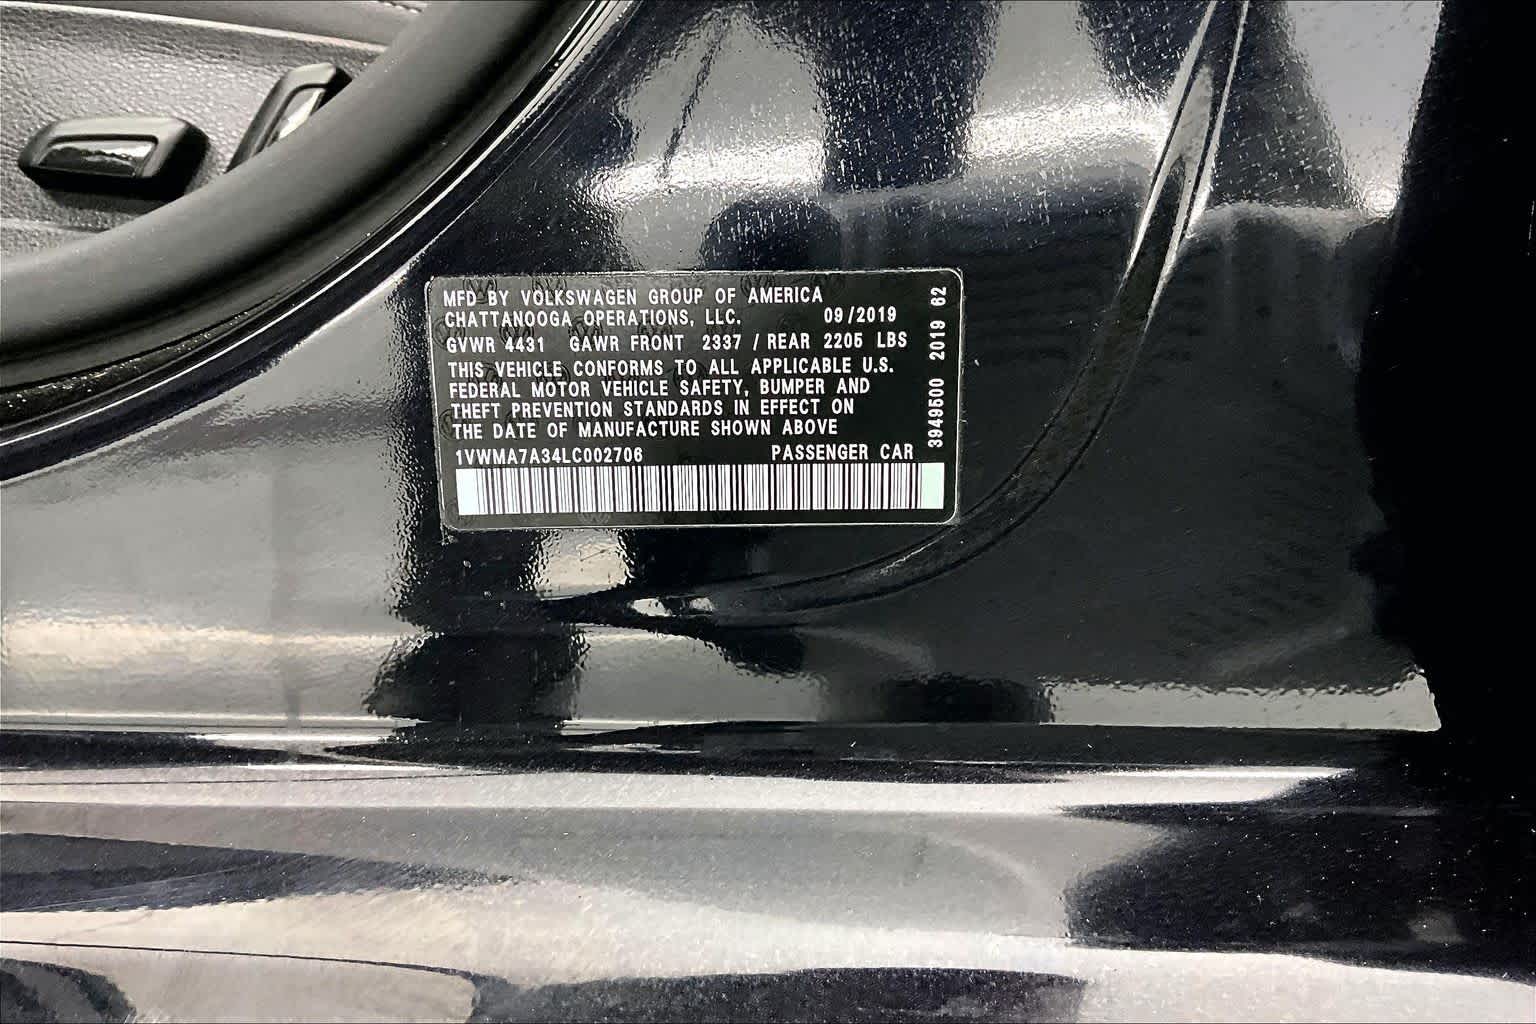 MFD BY VOLKSWAGEN GROUP OF AMERICA
CHATTANOOGA OPERATIONS, LLC. 09/2019
GVWR 4431 GAWR FRONT 2337 / REAR 2205 LBS
THIS VEHICLE CONFORMS TO ALL APPLICABLE U.S.
FEDERAL MOTOR VEHICLE SAFETY, BUMPER AND
THEFT PREVENTION STANDARDS IN EFFECT ON
THE DATE OF MANUFACTURE SHOWN ABOVE
1VWMA7A34LC002706 PASSENGER CAR
3949600 2019 62